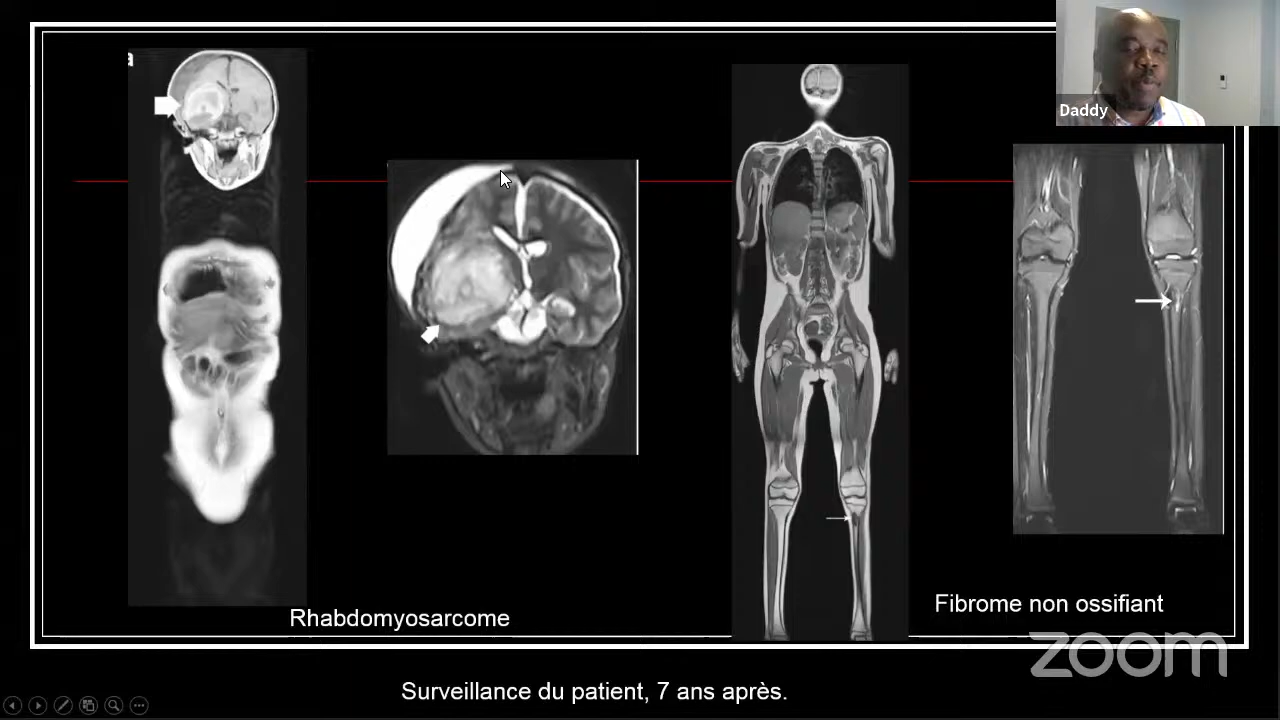 a
Daddy
Rhabdomyosarcome
Fibrome non ossifiant
zoom
Surveillance du patient, 7 ans après.